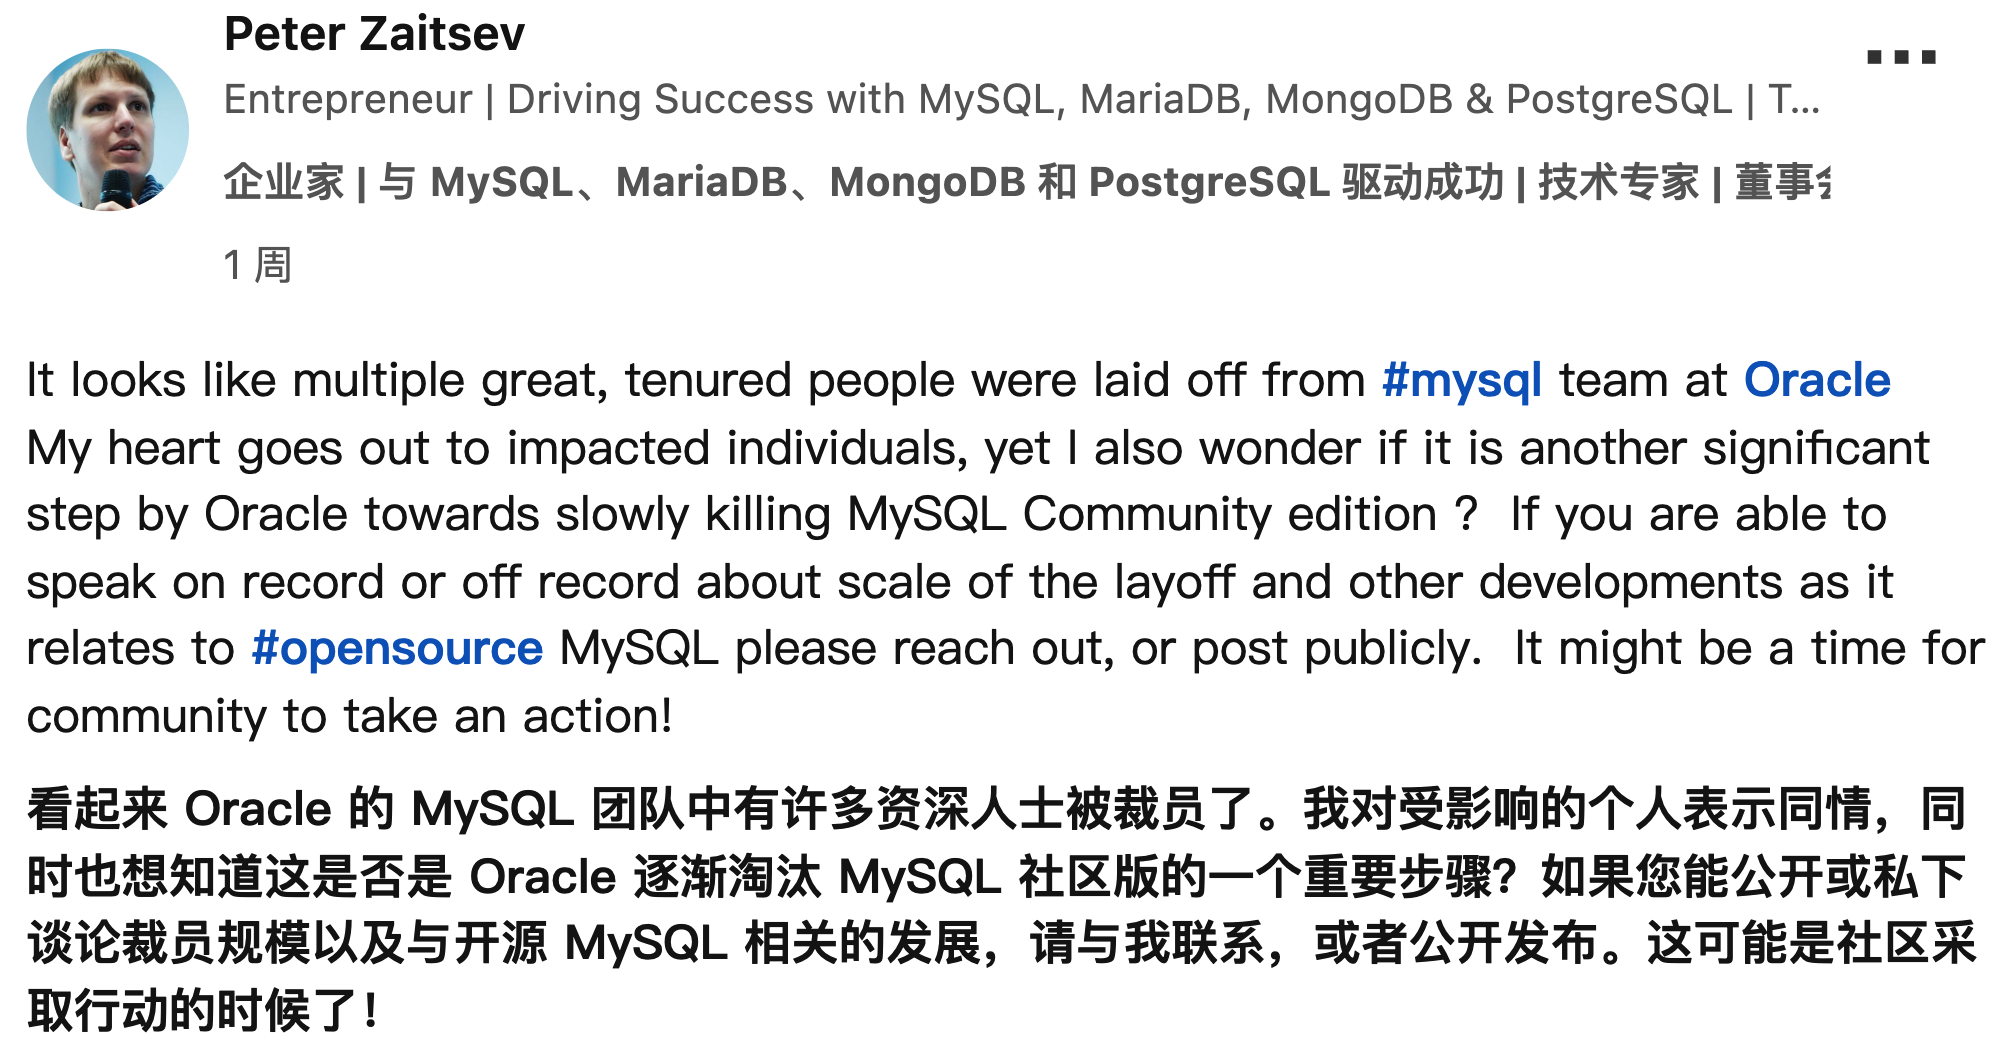 Peter Zaitsev
Entrepreneur | Driving Success with MySQL, MariaDB, MongoDB & PostgreSQL | T...
企业家 | 与 MySQL、MariaDB、MongoDB 和 PostgreSQL 驱动成功 | 技术专家 | 董事会
1 周
It looks like multiple great, tenured people were laid off from #mysql team at Oracle
My heart goes out to impacted individuals, yet I also wonder if it is another significant
step by Oracle towards slowly killing MySQL Community edition ?  If you are able to
speak on record or off record about scale of the layoff and other developments as it
relates to #opensource MySQL please reach out, or post publicly.  It might be a time for
community to take an action!
看起来 Oracle 的 MySQL 团队中有许多资深人士被裁员了。我对受影响的个人表示同情，同
时也想知道这是否是 Oracle 逐渐淘汰 MySQL 社区版的一个重要步骤？如果您能公开或私下
谈论裁员规模以及与开源 MySQL 相关的发展，请与我联系，或者公开发布。这可能是社区采
取行动的时候了！